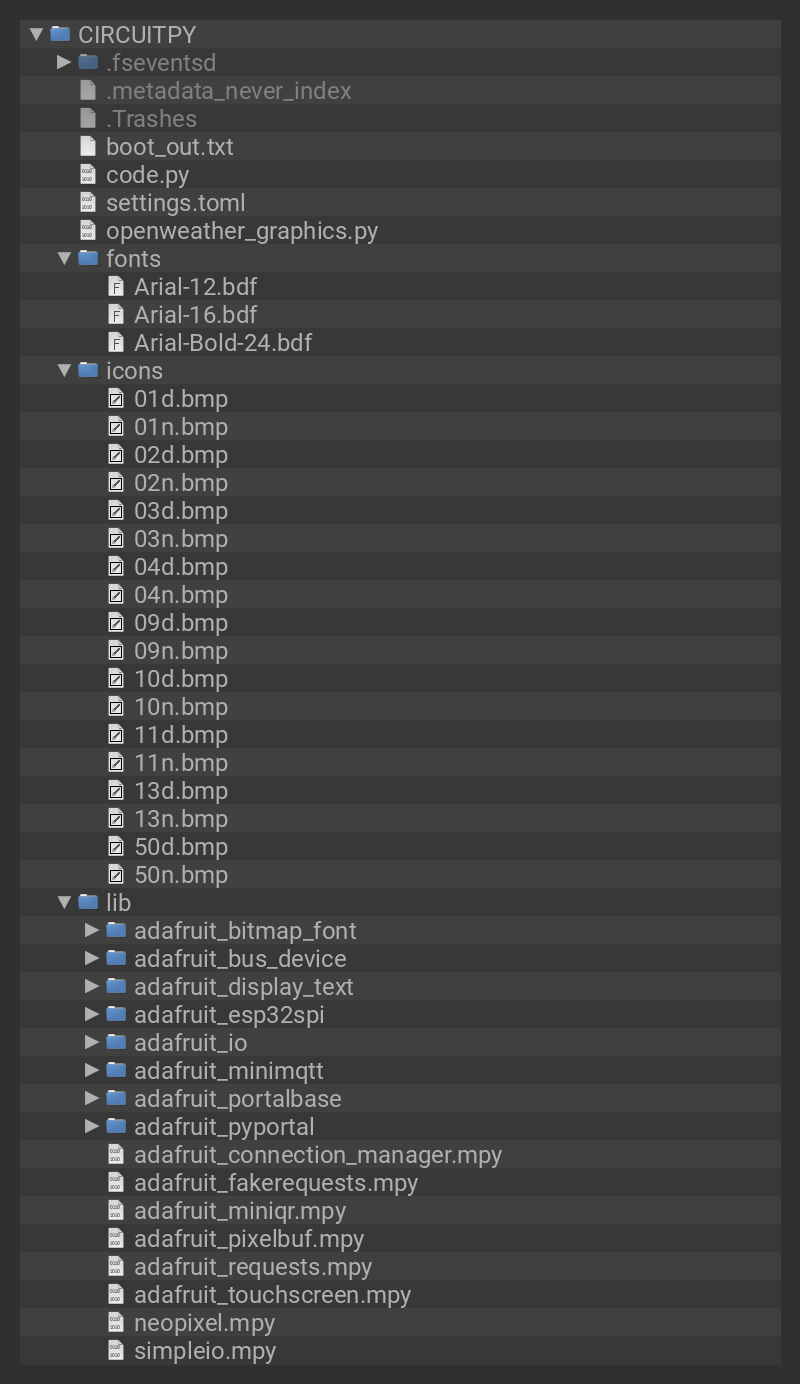 CIRCUITPY
.fseventsd
.metadata_never_index
.Trashes
boot_out.txt
code.py
settings.toml
openweather_graphics.py
fonts
Arial-12.bdf
Arial-16.bdf
Arial-Bold-24.bdf
icons
01d.bmp
01n.bmp
02d.bmp
02n.bmp
03d.bmp
03n.bmp
04d.bmp
04n.bmp
09d.bmp
09n.bmp
10d.bmp
10n.bmp
11d.bmp
11n.bmp
13d.bmp
13n.bmp
50d.bmp
50n.bmp
lib
adafruit_bitmap_font
adafruit_bus_device
adafruit_display_text
adafruit_esp32spi
adafruit_io
adafruit_minimqtt
adafruit_portalbase
adafruit_pyportal
adafruit_connection_manager.mpy
adafruit_fakerequests.mpy
adafruit_miniqr.mpy
adafruit_pixelbuf.mpy
adafruit_requests.mpy
adafruit_touchscreen.mpy
neopixel.mpy
simpleio.mpy